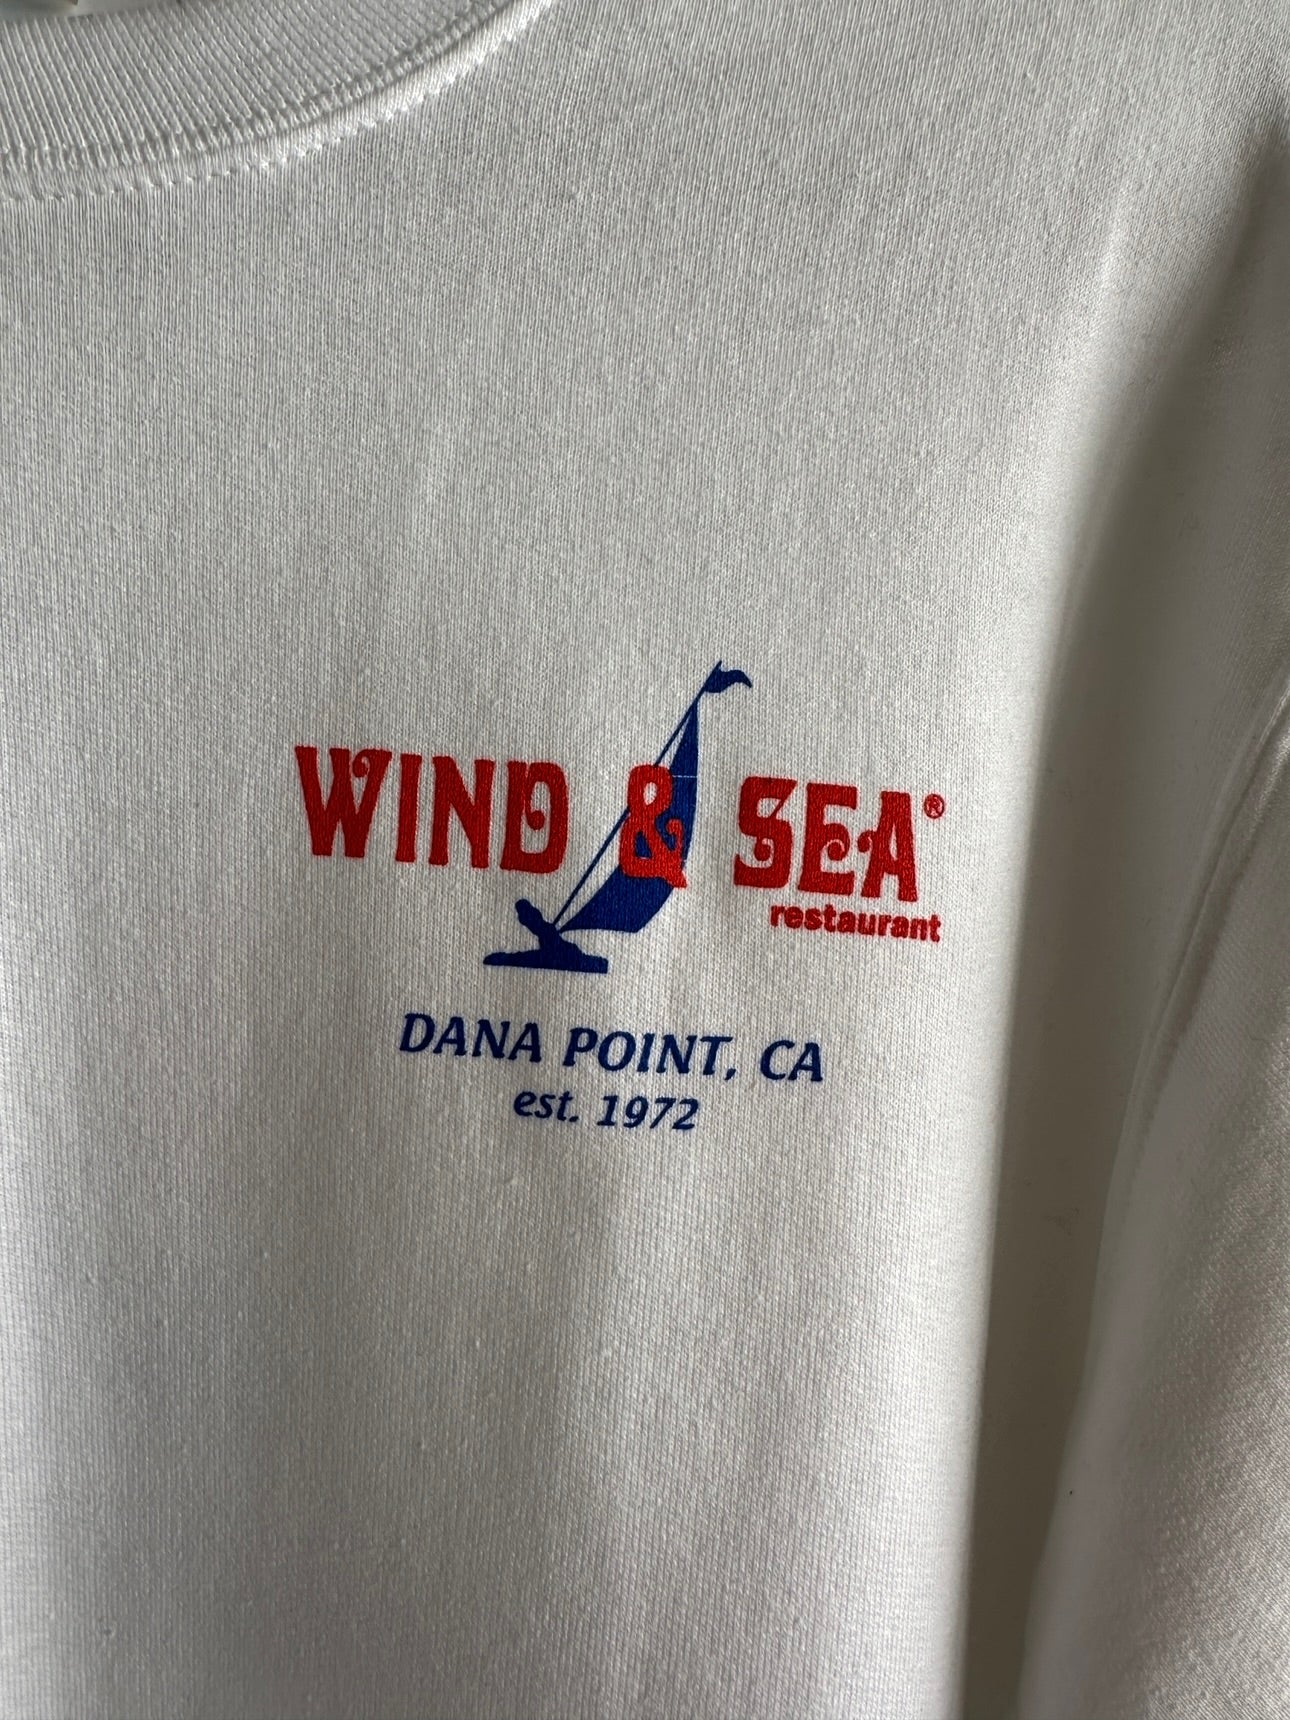 WIND & SEA®
restaurant
DANA POINT, CA
est. 1972